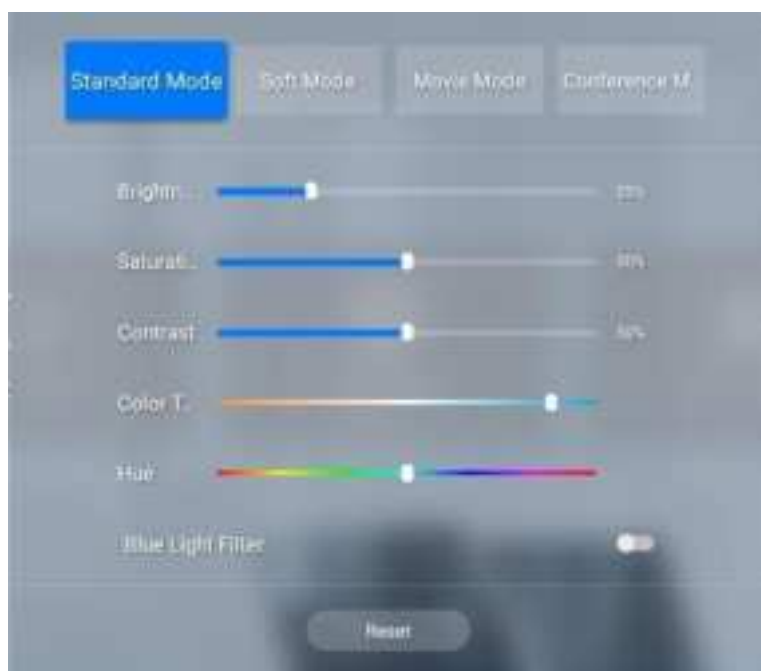 Standard Mode Soft Mode Movie Mode Conference M.
Brightn...
Saturati...
Contrast 50%
Color T..
Hue
Blue Light Filter
Reset